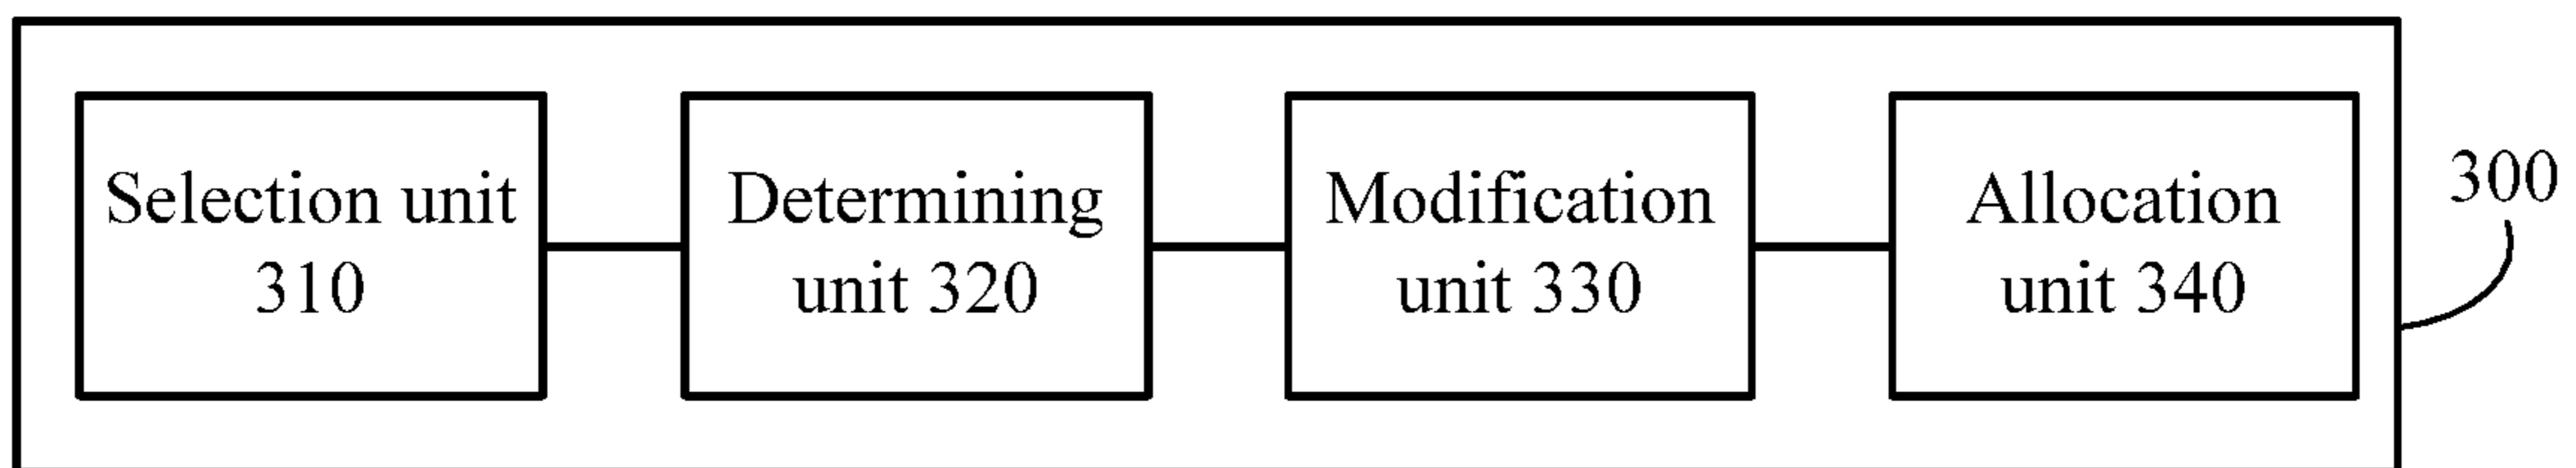 Selection unit
310
Determining
unit 320
Modification
unit 330
Allocation
unit 340
300